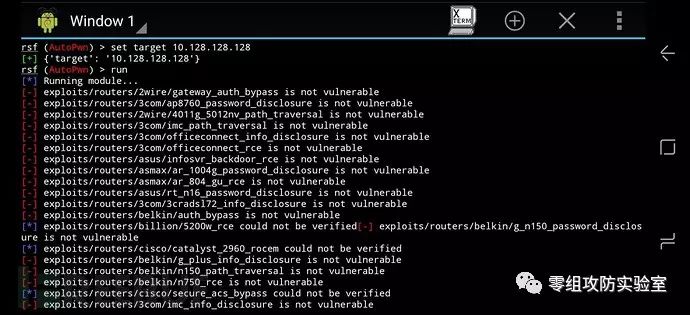 Window 1
X
TERM
rsf (AutoPwn) > set target 10.128.128.128
[+] {'target': '10.128.128.128'}
rsf (AutoPwn) > run
[*] Running module...
[-] exploits/routers/2wire/gateway_auth_bypass is not vulnerable
[-] exploits/routers/3com/ap8760_password_disclosure is not vulnerable
[-] exploits/routers/2wire/4011g_5012nv_path_traversal is not vulnerable
[-] exploits/routers/3com/imc_path_traversal is not vulnerable
[-] exploits/routers/3com/officeconnect_info_disclosure is not vulnerable
[-] exploits/routers/3com/officeconnect_rce is not vulnerable
[-] exploits/routers/asus/infosvr_backdoor_rce is not vulnerable
[-] exploits/routers/asmax/ar_1004g_password_disclosure is not vulnerable
[-] exploits/routers/asmax/ar_804_gu_rce is not vulnerable
[-] exploits/routers/asus/rt_n16_password_disclosure is not vulnerable
[-] exploits/routers/3com/3cradsl72_info_disclosure is not vulnerable
[-] exploits/routers/belkin/auth_bypass is not vulnerable
[*] exploits/routers/billion/5200w_rce could not be verified[-] exploits/routers/belkin/g_n150_password_disclos
ure is not vulnerable
[*] exploits/routers/cisco/catalyst_2960_rocem could not be verified
[-] exploits/routers/belkin/g_plus_info_disclosure is not vulnerable
[-] exploits/routers/belkin/n150_path_traversal is not vulnerable
[-] exploits/routers/belkin/n750_rce is not vulnerable
[*] exploits/routers/cisco/secure_acs_bypass could not be verified
[-] exploits/routers/3com/imc_info_disclosure is not vulnerable
零组攻防实验室